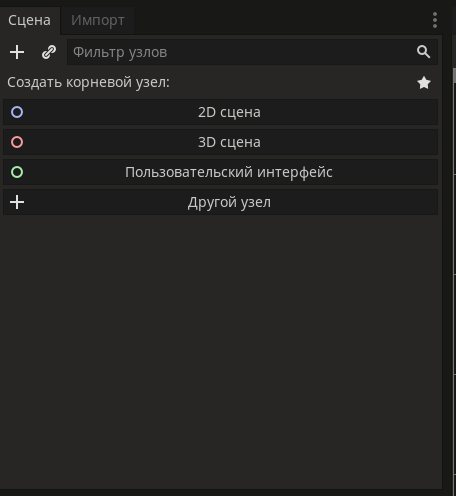 Сцена Импорт
Фильтр узлов
Создать корневой узел:
2D сцена
3D сцена
Пользовательский интерфейс
Другой узел